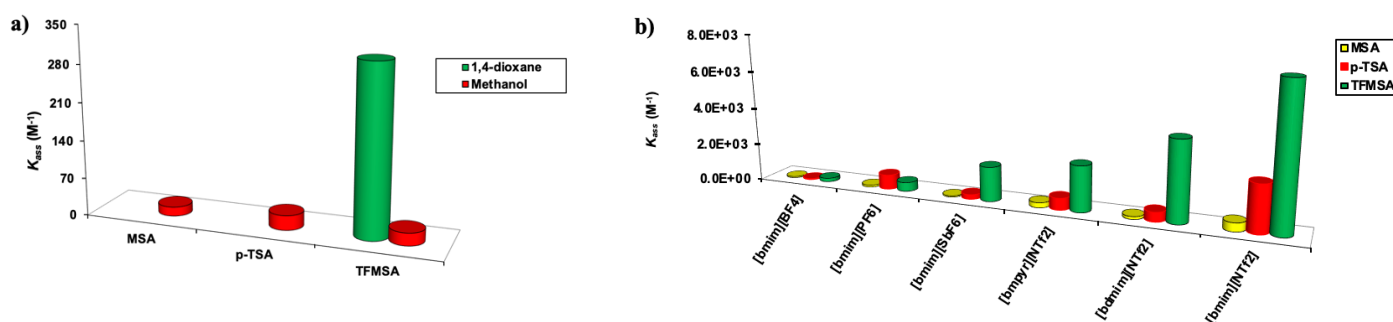 a)
350
280
210
140
70
0
Kass (M-1)
MSA
p-TSA
TFMSA
1,4-dioxane
Methanol
b)
8.0E+03
6.0E+03
4.0E+03
2.0E+03
0.0E+00
Kass (M-1)
[bmim][BF4]
[bmim][PF6]
[bmim][SbF6]
[bmpyr][NTf2]
[bdmim][NTf2]
[bmim][NTf2]
MSA
p-TSA
TFMSA